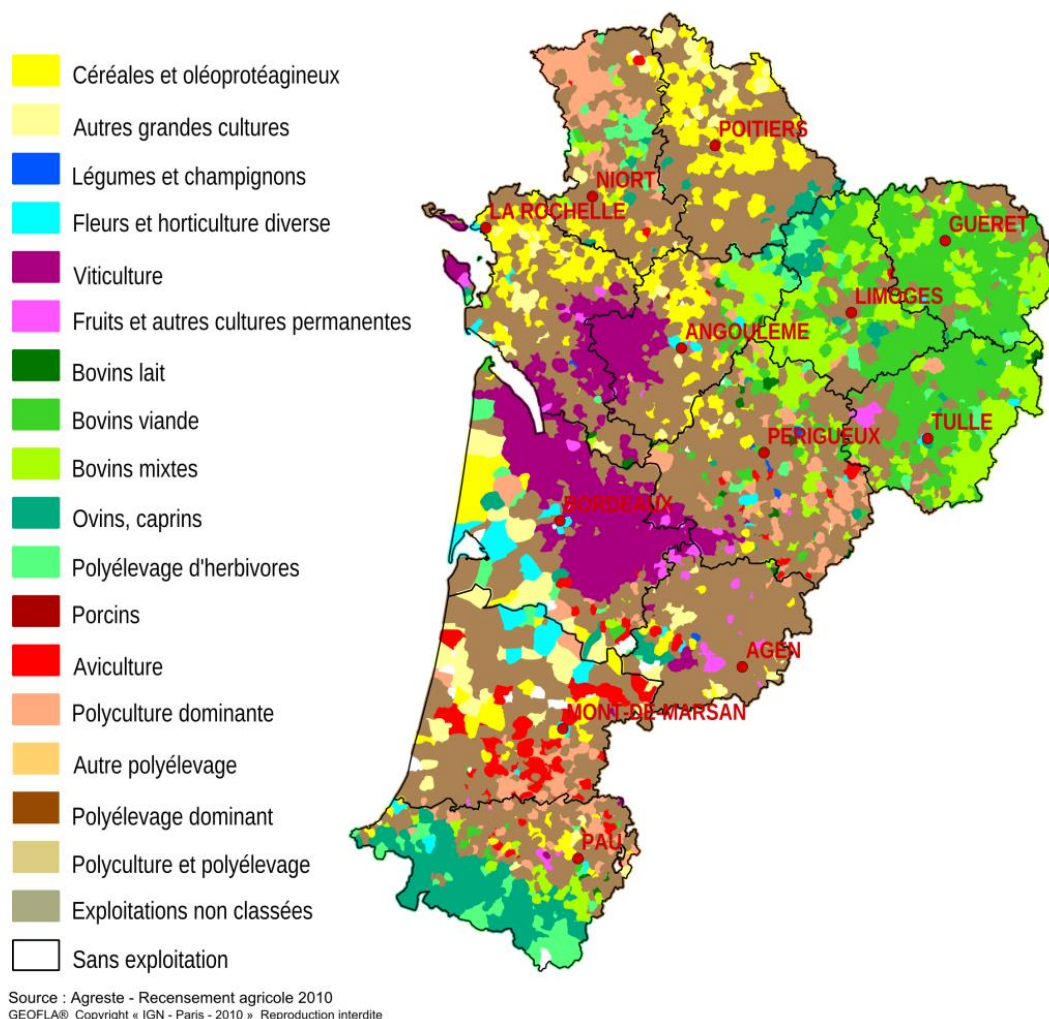 Céréales et oléoprotéagineux
Autres grandes cultures
Légumes et champignons
Fleurs et horticulture diverse
Viticulture
Fruits et autres cultures permanentes
Bovins lait
Bovins viande
Bovins mixtes
Ovins, caprins
Polyélevage d'herbivores
Porcins
Aviculture
Polyculture dominante
Autre polyélevage
Polyélevage dominant
Polyculture et polyélevage
Exploitations non classées
Sans exploitation
POITIERS
NIORT
LA ROCHELLE
GUERET
LIMOGES
ANGOULEME
TULLE
PERIGUEUX
BORDEAUX
AGEN
MONT-DE-MARSAN
PAU
Source : Agreste - Recensement agricole 2010
GEOFLA® Copyright « IGN - Paris - 2010 » Reproduction interdite